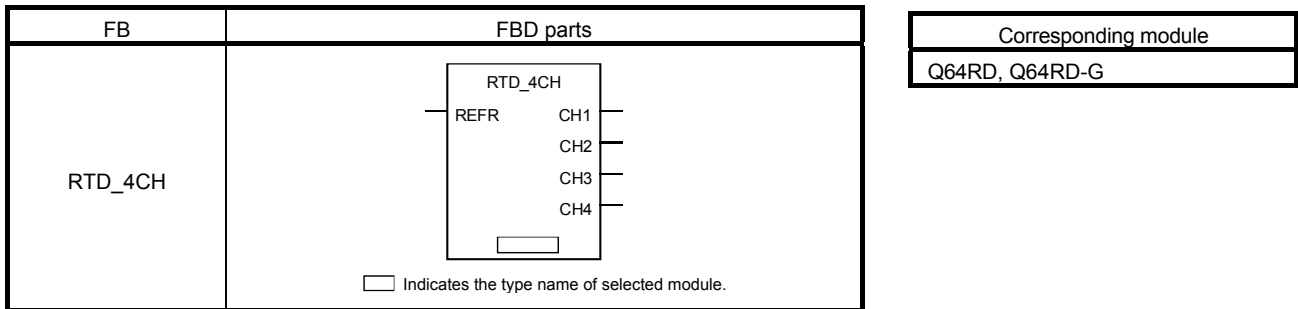 FB FBD parts
RTD_4CH
RTD_4CH
REFR CH1
CH2
CH3
CH4
Indicates the type name of selected module.
Corresponding module
Q64RD, Q64RD-G